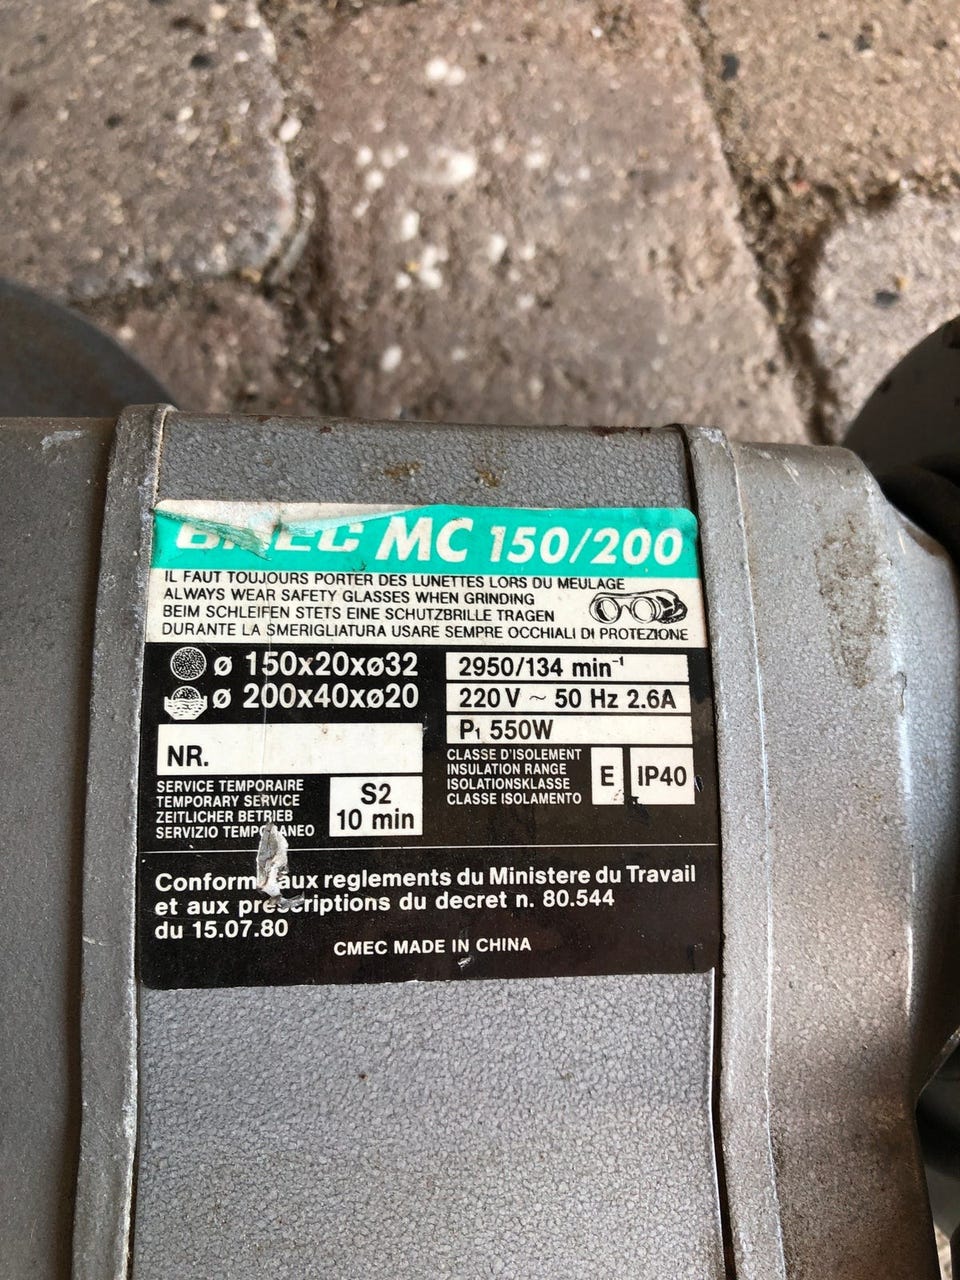 MC 150/200
IL FAUT TOUJOURS PORTER DES LUNETTES LORS DU MEULAGE
ALWAYS WEAR SAFETY GLASSES WHEN GRINDING
BEIM SCHLEIFEN STETS EINE SCHUTZBRILLE TRAGEN
DURANTE LA SMERIGLIATURA USARE SEMPRE OCCHIALI DI PROTEZIONE
ø 150x20xø32
ø 200x40xø20
2950/134 min⁻¹
220 V ~ 50 Hz 2.6A
P₁ 550W
NR.
CLASSE D'ISOLEMENT
INSULATION RANGE
ISOLATIONSKLASSE
CLASSE ISOLAMENTO
E
IP40
SERVICE TEMPORAIRE
TEMPORARY SERVICE
ZEITLICHER BETRIEB
SERVIZIO TEMPORANEO
S2
10 min
Conform aux reglements du Ministere du Travail
et aux prescriptions du decret n. 80.544
du 15.07.80
CMEC MADE IN CHINA